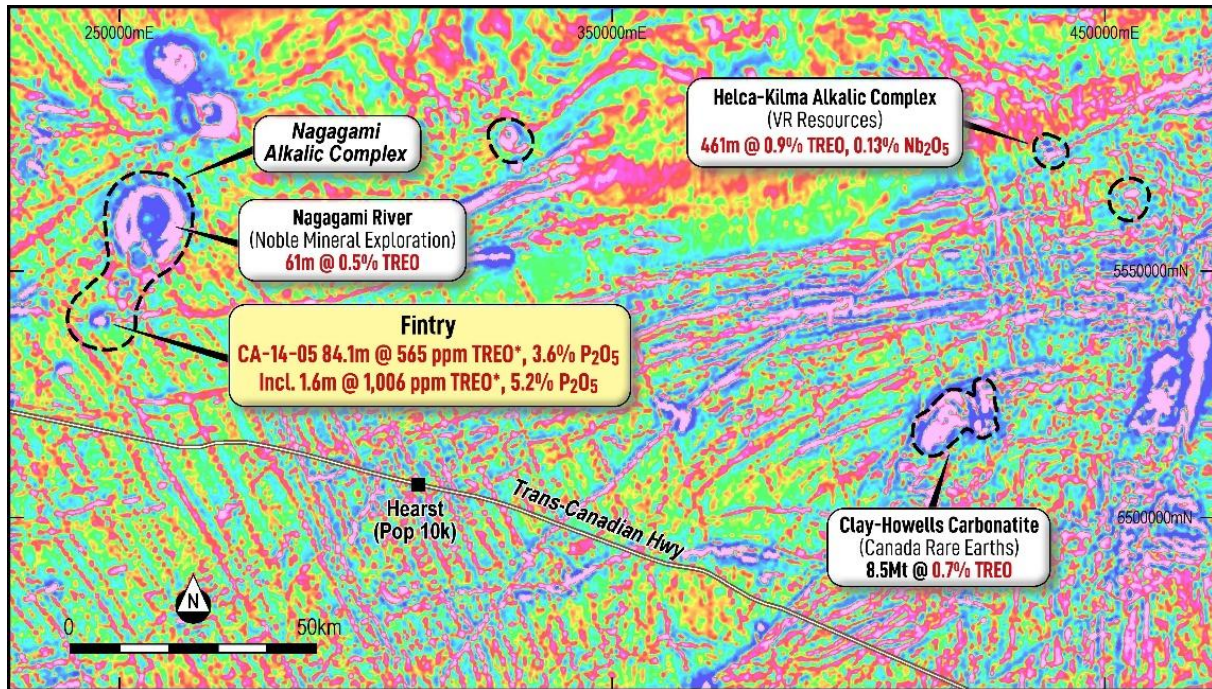 250000mE
350000mE
450000mE
Nagagami
Alkalic Complex
Helca-Kilma Alkalic Complex
(VR Resources)
461m @ 0.9% TREO, 0.13% Nb₂O₅
Nagagami River
(Noble Mineral Exploration)
61m @ 0.5% TREO
5550000mN
Fintry
CA-14-05 84.1m @ 565 ppm TREO*, 3.6% P₂O₅
Incl. 1.6m @ 1,006 ppm TREO*, 5.2% P₂O₅
Hearst
(Pop 10k)
Trans-Canadian Hwy
5500000mN
Clay-Howells Carbonatite
(Canada Rare Earths)
8.5Mt @ 0.7% TREO
N
0
50km